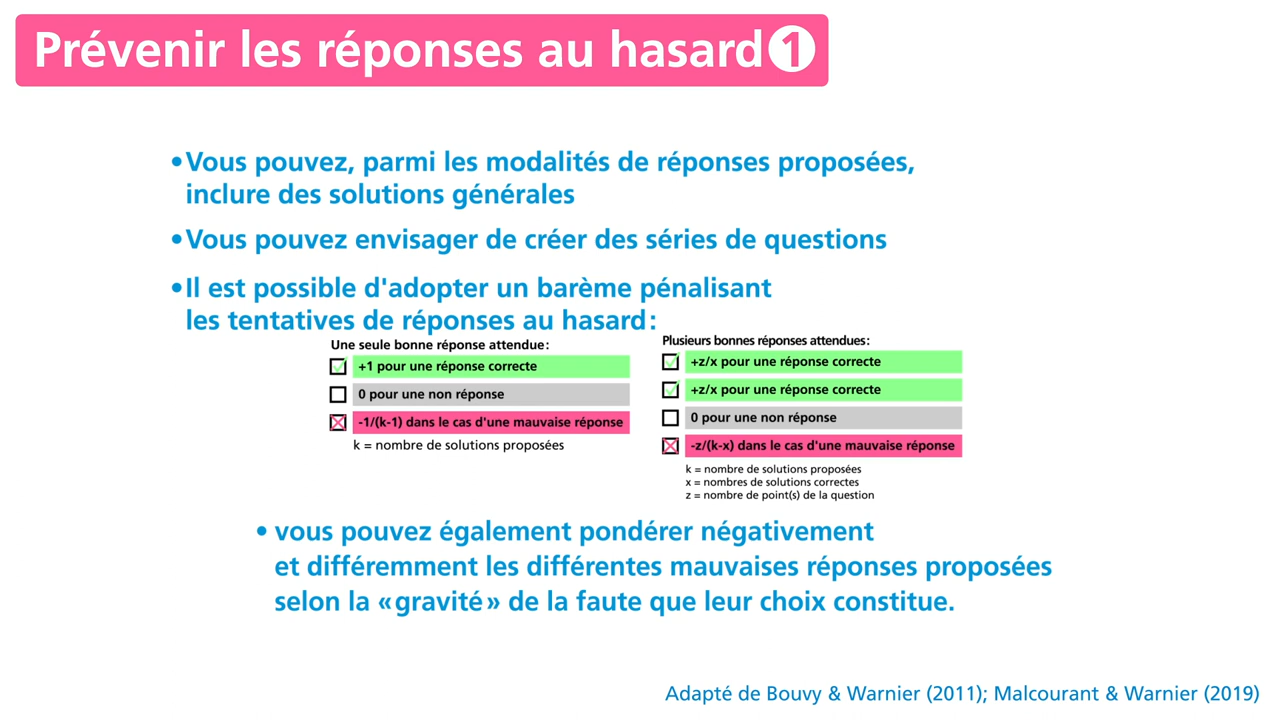 Prévenir les réponses au hasard❶
•Vous pouvez, parmi les modalités de réponses proposées,
inclure des solutions générales
•Vous pouvez envisager de créer des séries de questions
•Il est possible d'adopter un barème pénalisant
les tentatives de réponses au hasard :
Une seule bonne réponse attendue :
+1 pour une réponse correcte
0 pour une non réponse
-1/(k-1) dans le cas d'une mauvaise réponse
k = nombre de solutions proposées
Plusieurs bonnes réponses attendues :
+z/x pour une réponse correcte
+z/x pour une réponse correcte
0 pour une non réponse
-z/(k-x) dans le cas d'une mauvaise réponse
k = nombre de solutions proposées
x = nombres de solutions correctes
z = nombre de point(s) de la question
• vous pouvez également pondérer négativement
et différemment les différentes mauvaises réponses proposées
selon la « gravité » de la faute que leur choix constitue.
Adapté de Bouvy & Warnier (2011); Malcourant & Warnier (2019)